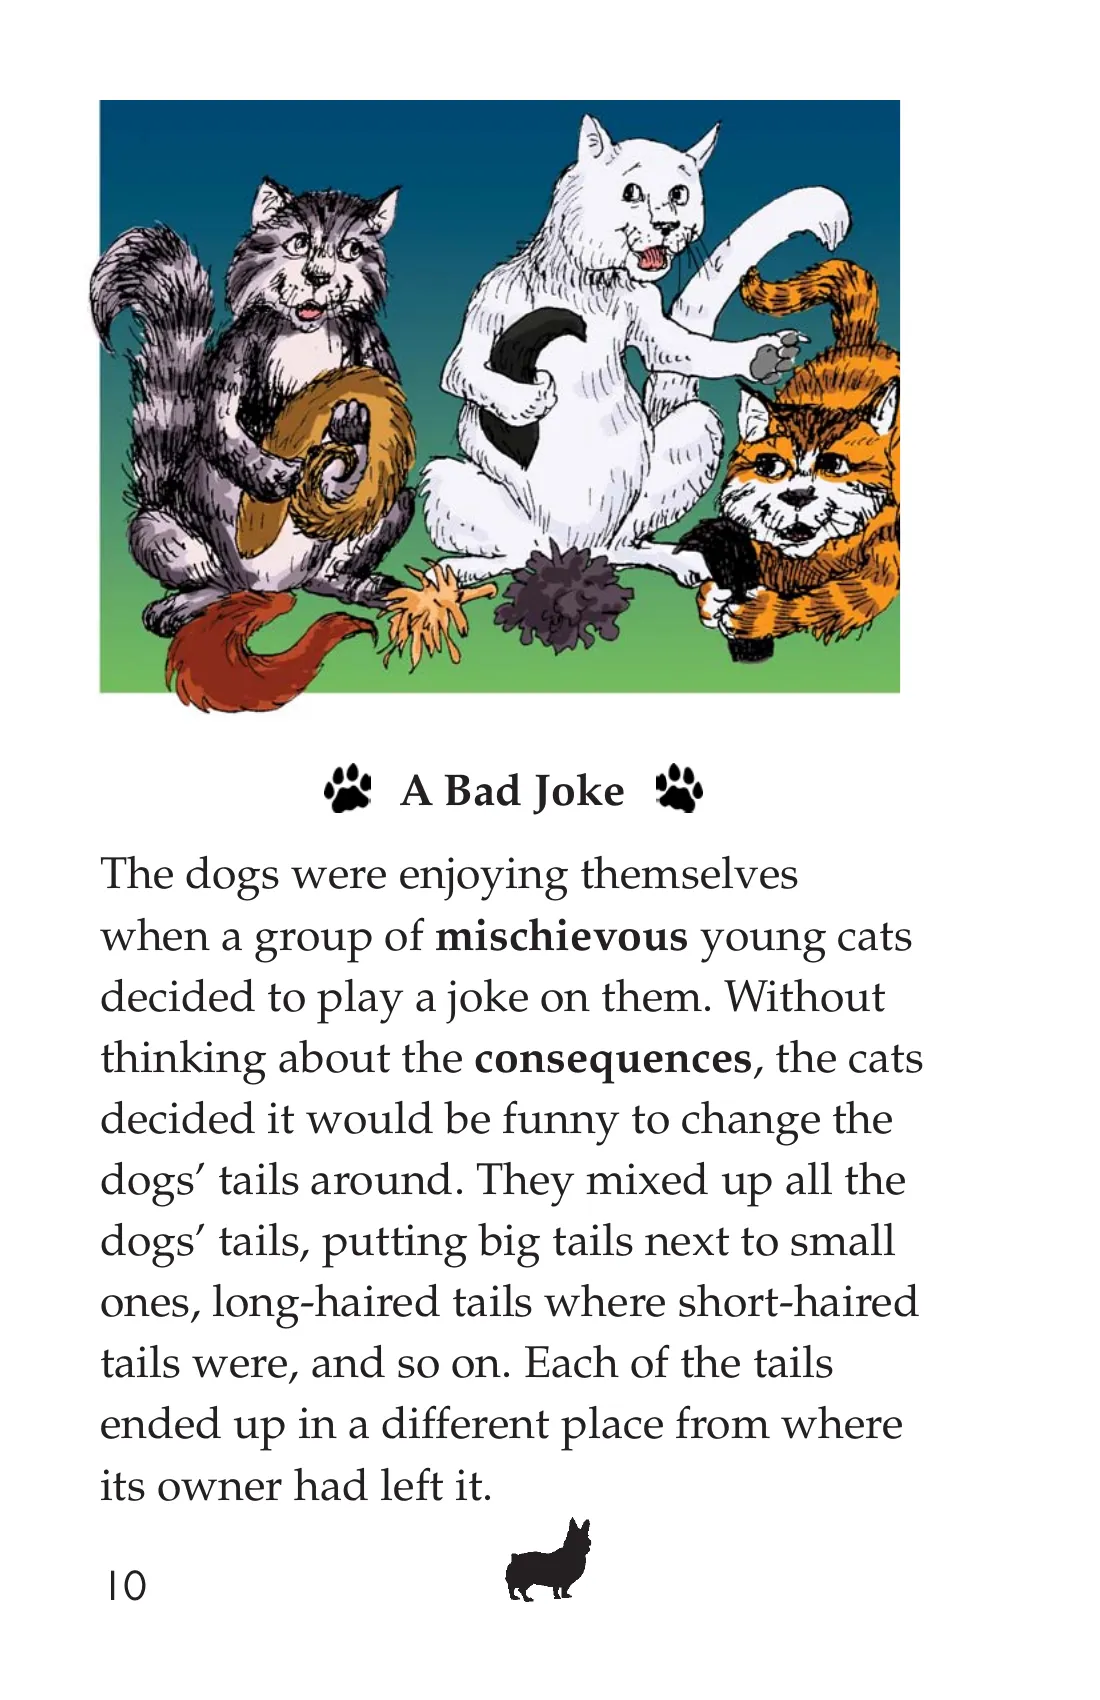 A Bad Joke
The dogs were enjoying themselves
when a group of mischievous young cats
decided to play a joke on them. Without
thinking about the consequences, the cats
decided it would be funny to change the
dogs’ tails around. They mixed up all the
dogs’ tails, putting big tails next to small
ones, long-haired tails where short-haired
tails were, and so on. Each of the tails
ended up in a different place from where
its owner had left it.
10